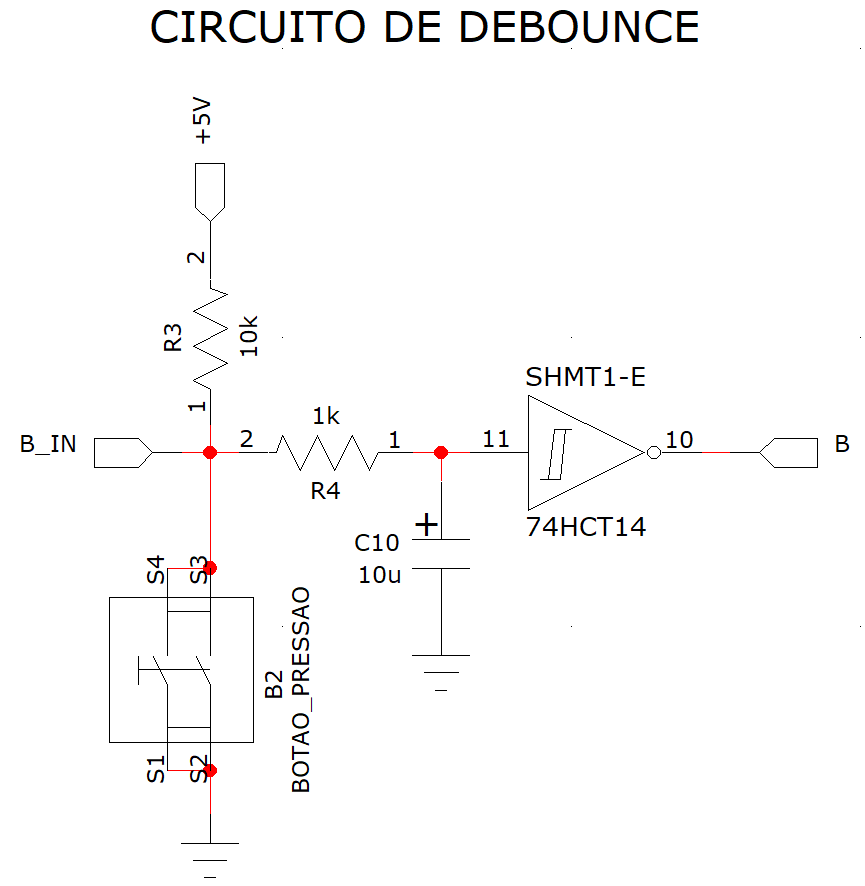 CIRCUITO DE DEBOUNCE
+5V
2
R3
10k
1
B_IN
2
1k
R4
1
11
SHMT1-E
74HCT14
10
B
+
C10
10u
S4
S3
B2
BOTAO_PRESSAO
S1
S2